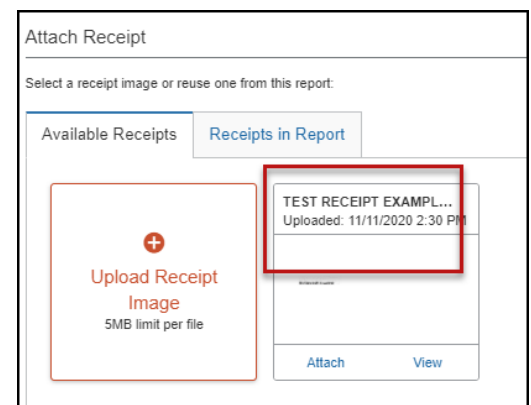 Attach Receipt
Select a receipt image or reuse one from this report:
Available Receipts
Receipts in Report
Upload Receipt
Image
5MB limit per file
TEST RECEIPT EXAMPL...
Uploaded: 11/11/2020 2:30 PM
Attach
View